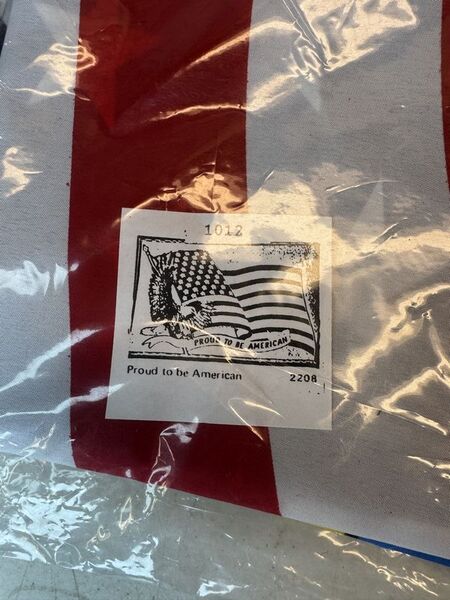 1012
PROUD TO BE AMERICAN
Proud to be American 2208